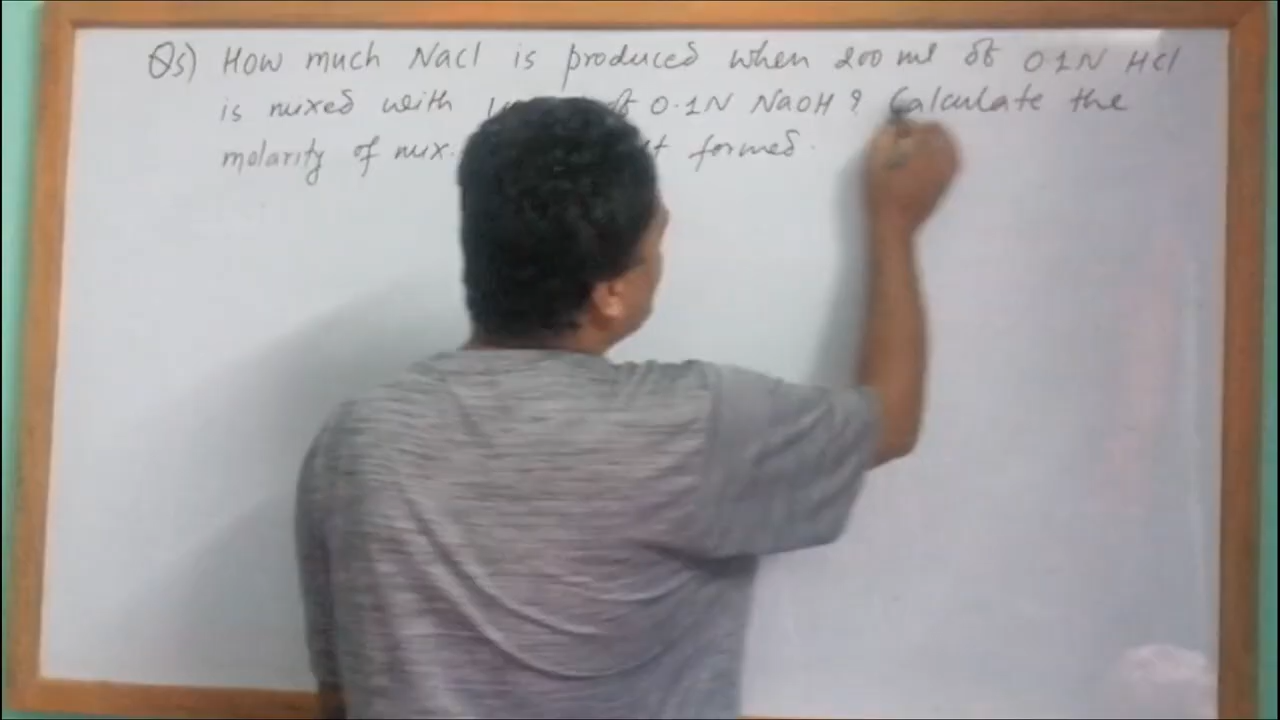 Qs) How much NaCl is produced when 200 ml of 0.1N HCl
is mixed with of 0.1N NaOH? Calculate the
molarity of mix. formed.